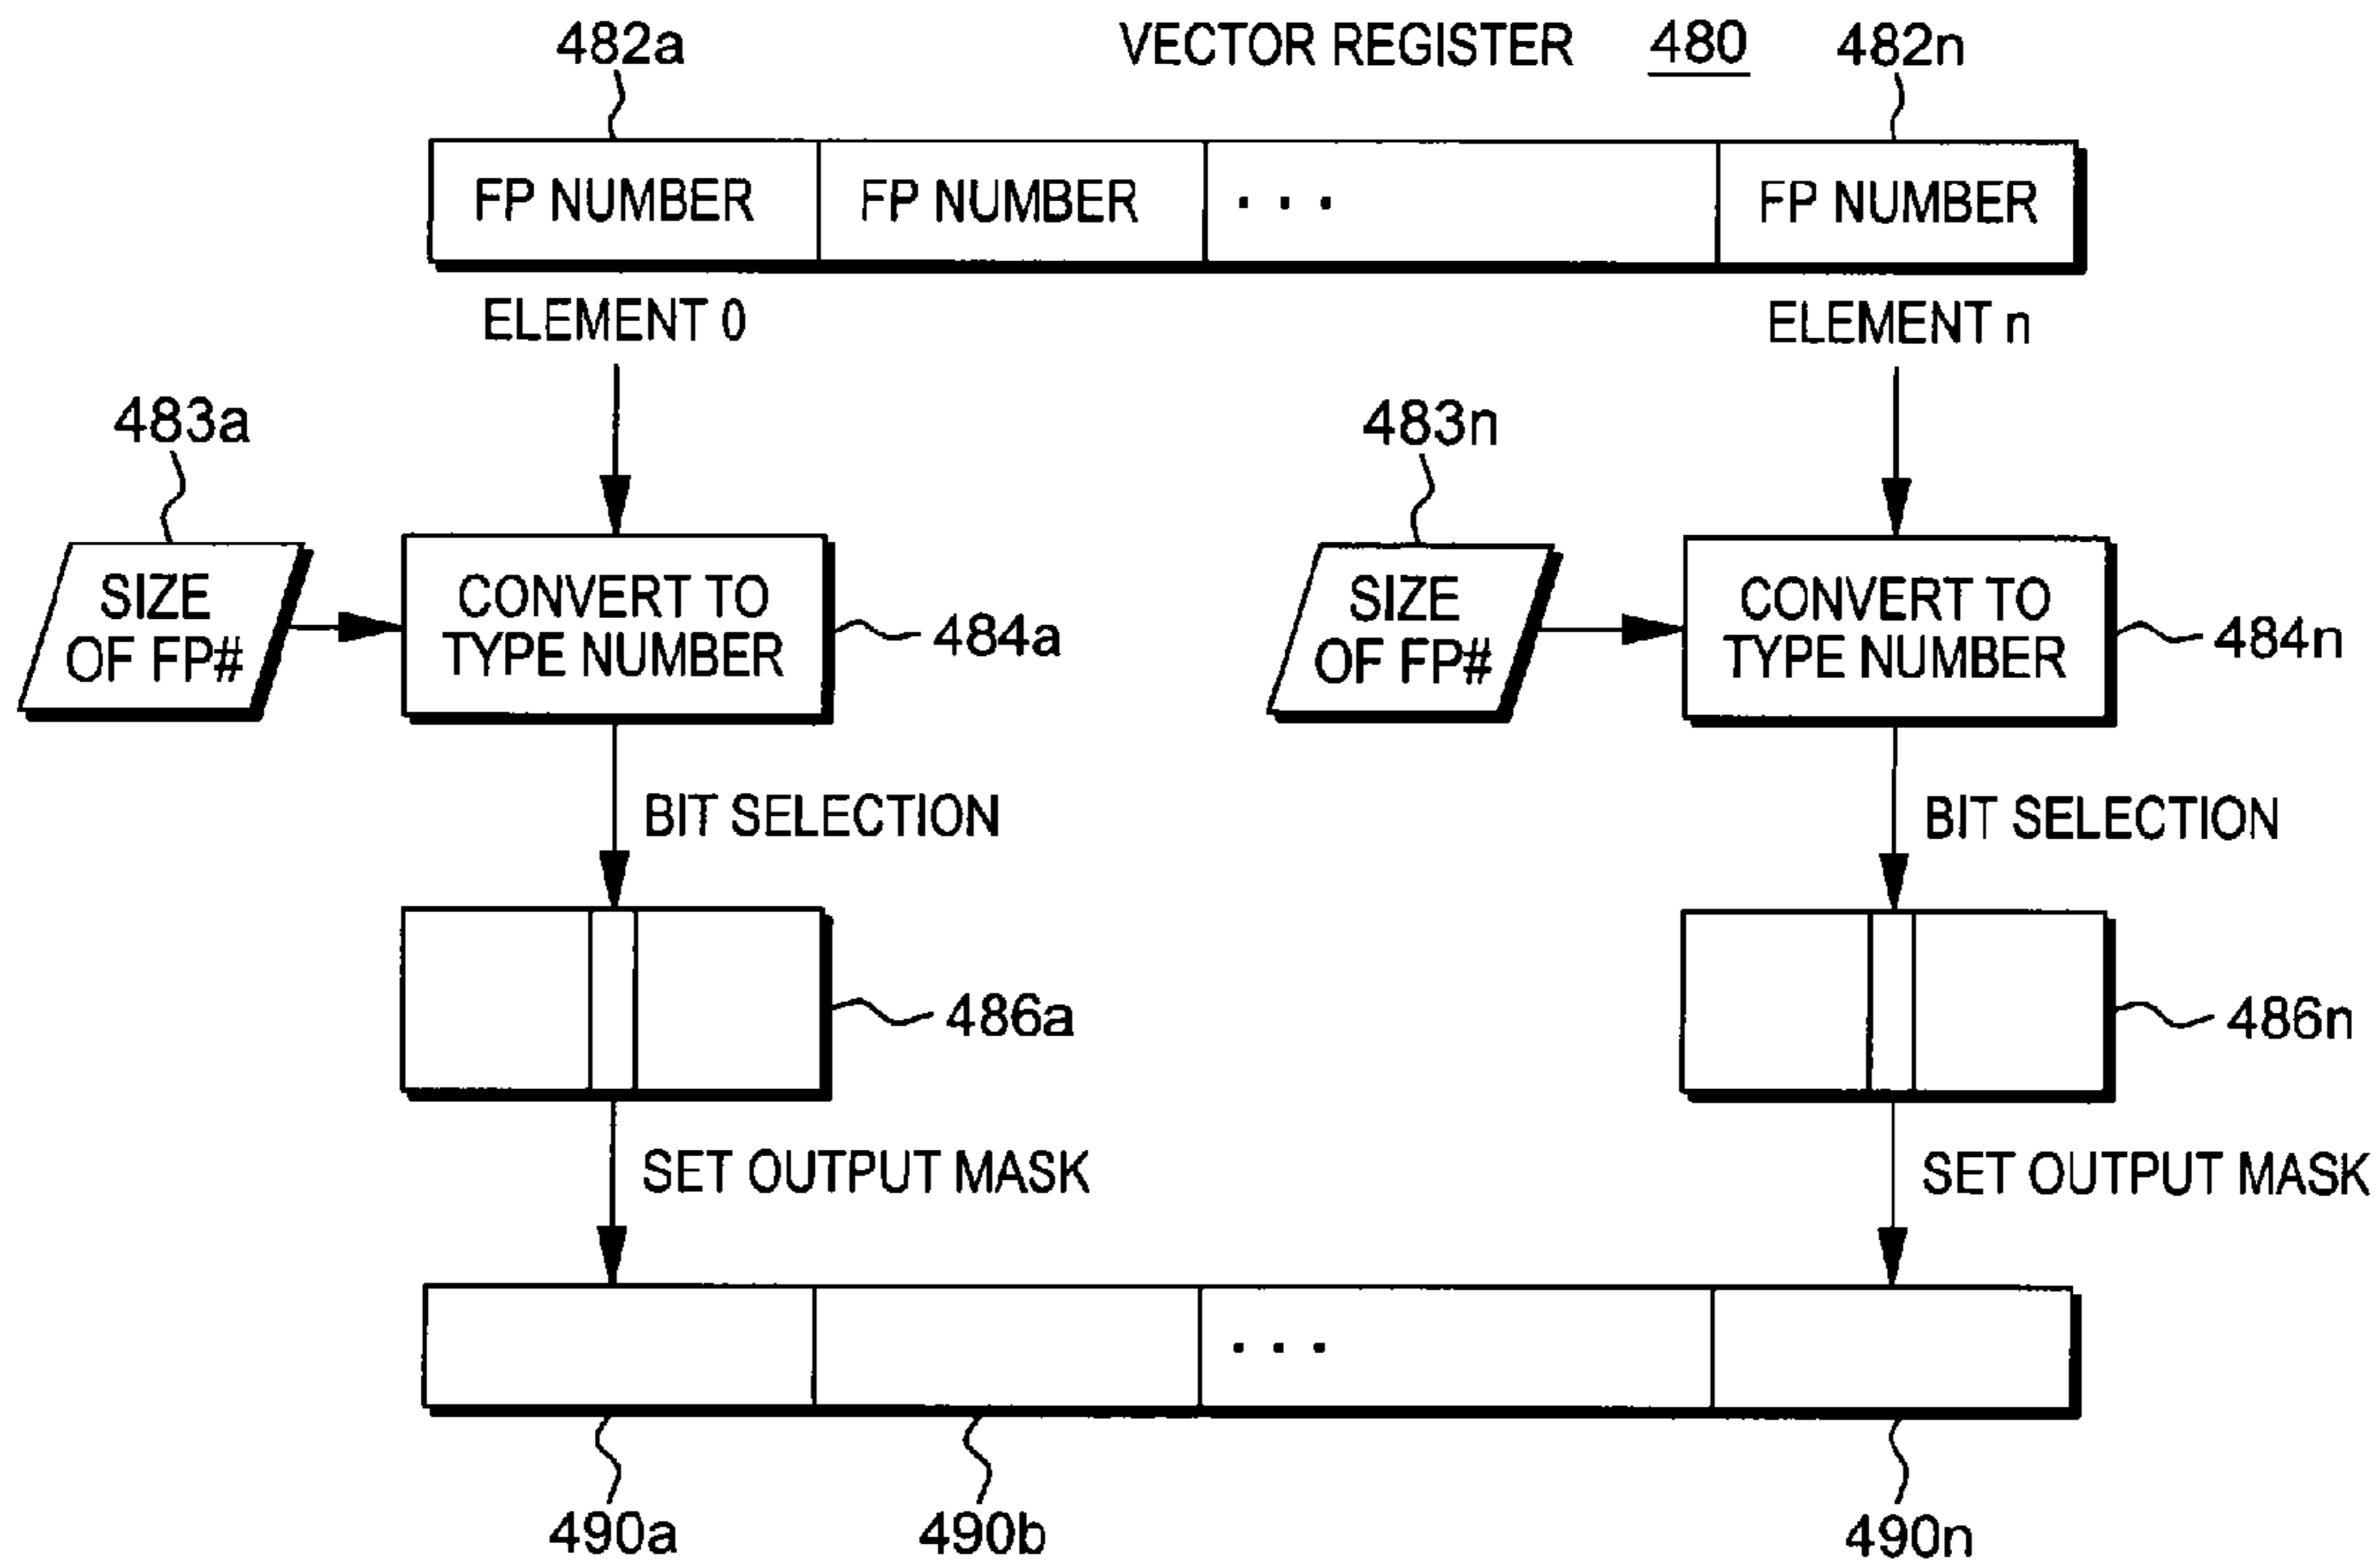 482a VECTOR REGISTER 480 482n
FP NUMBER FP NUMBER ... FP NUMBER
ELEMENT 0 ELEMENT n
483a 483n
SIZE
OF FP#
CONVERT TO
TYPE NUMBER
484a
SIZE
OF FP#
CONVERT TO
TYPE NUMBER
484n
BIT SELECTION BIT SELECTION
486a 486n
SET OUTPUT MASK SET OUTPUT MASK
...
490a 490b 490n